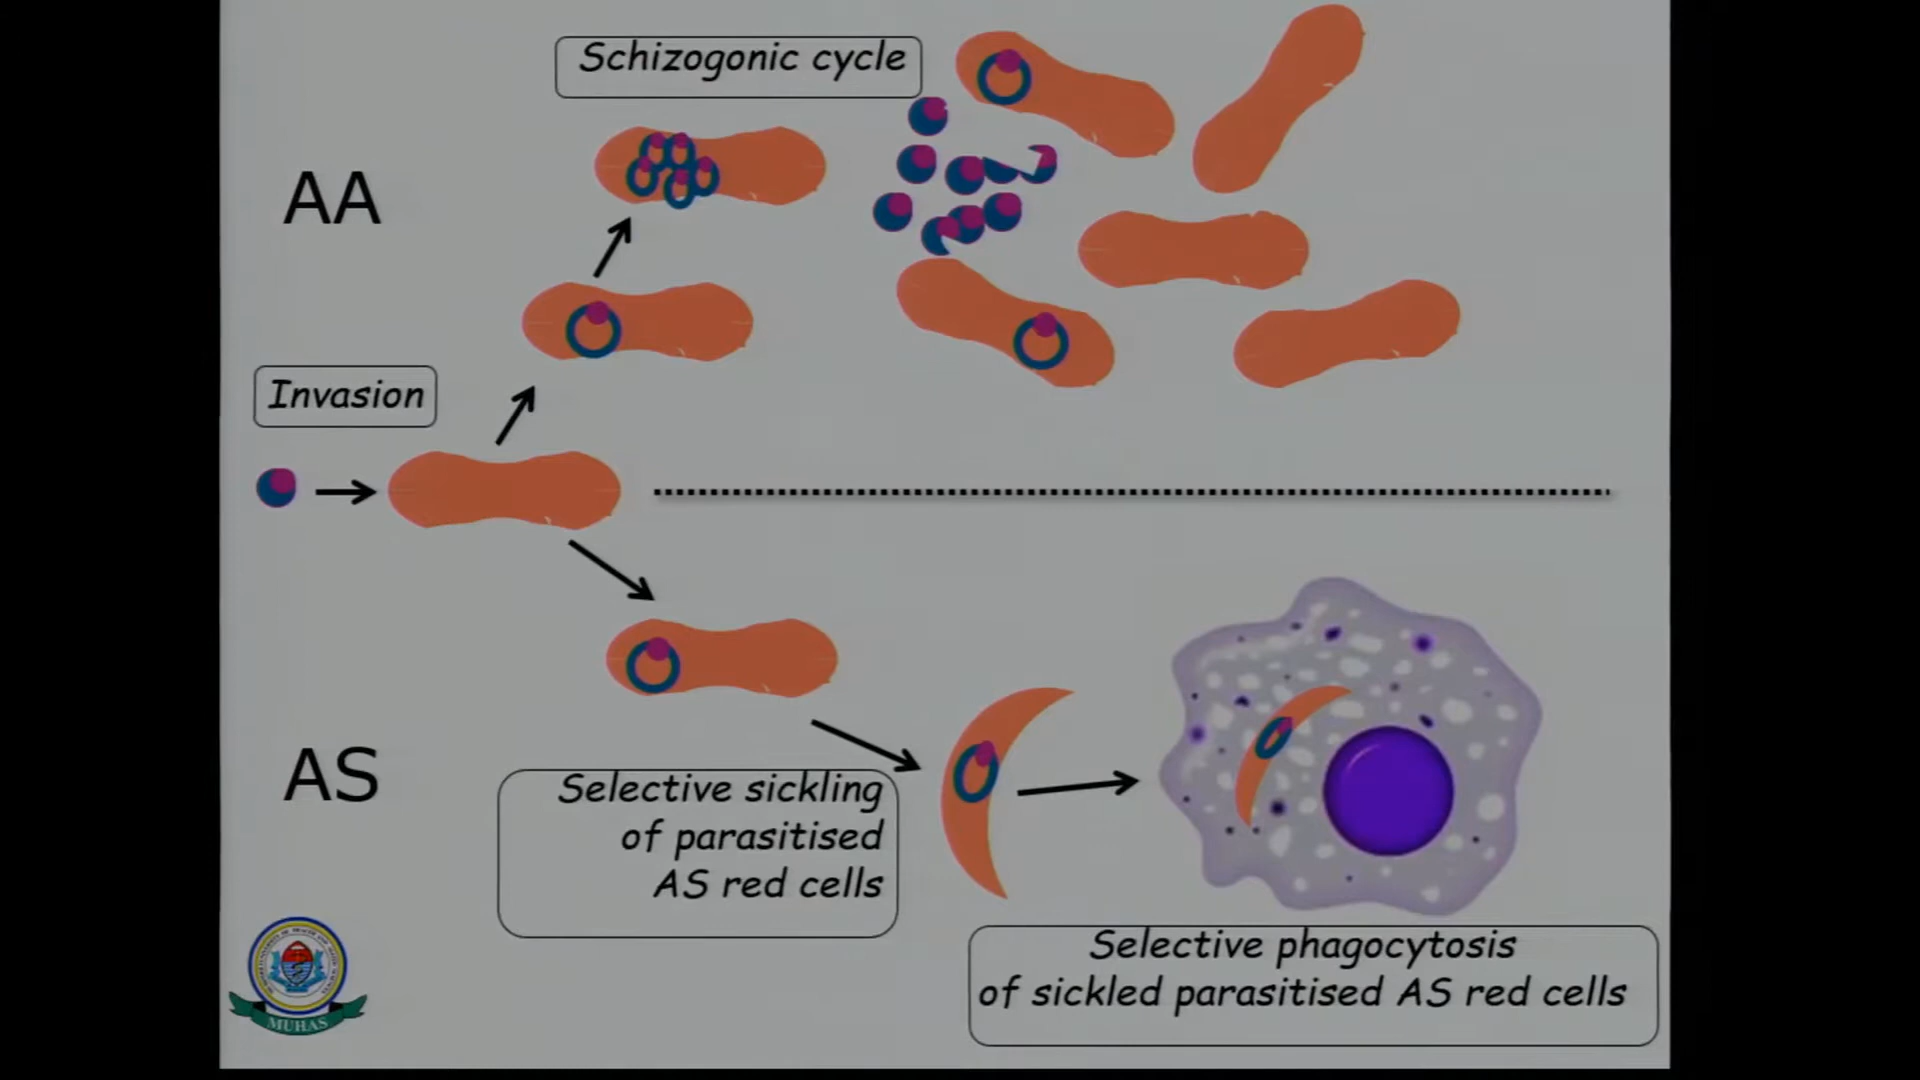 Schizogonic cycle
AA
Invasion
AS
Selective sickling
of parasitised
AS red cells
Selective phagocytosis
of sickled parasitised AS red cells
MUHAS